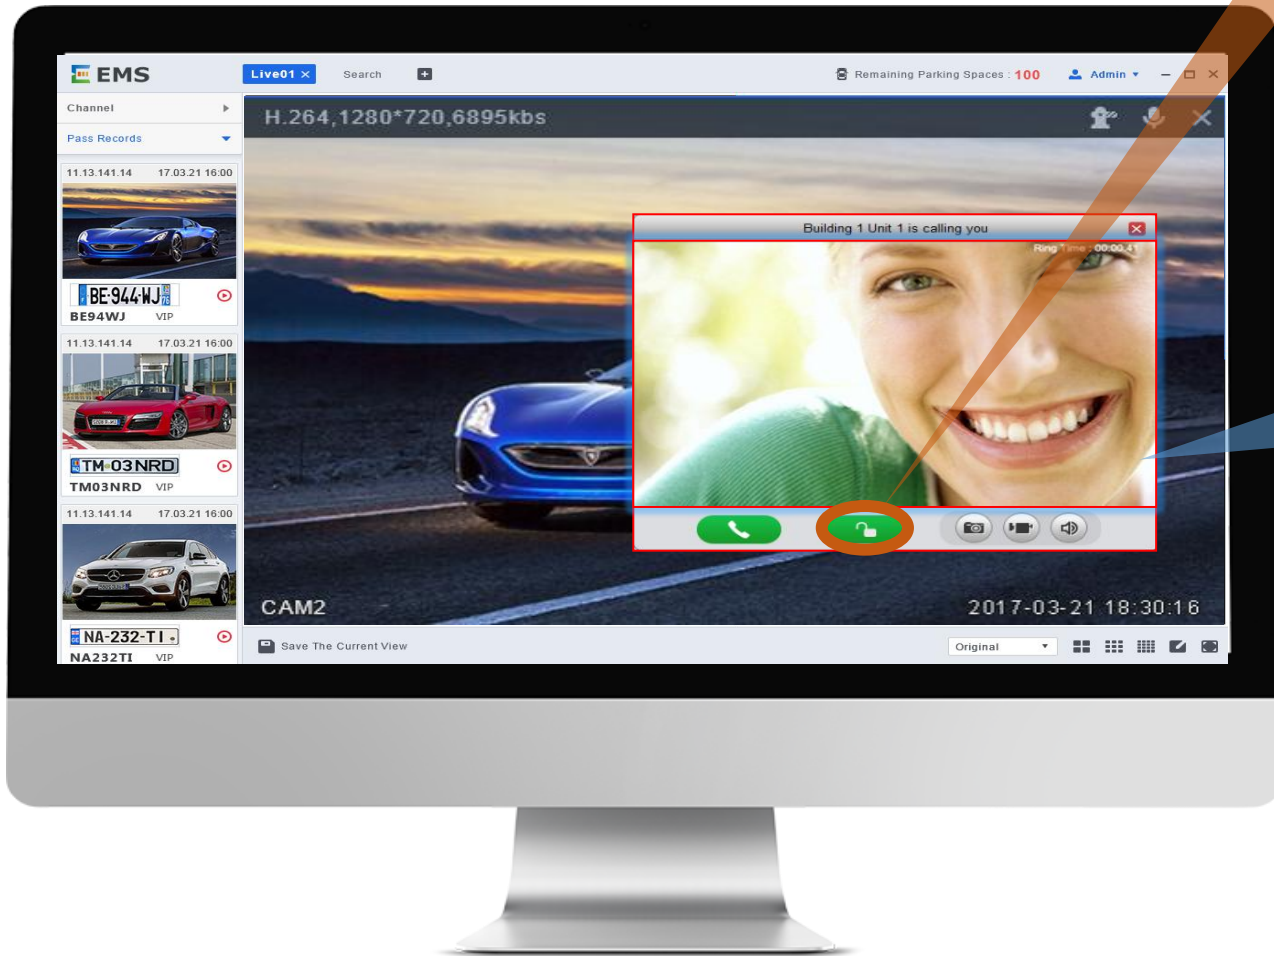 EMS
Live01 ×
Search
Remaining Parking Spaces : 100
Admin
Channel
Pass Records
H.264,1280*720,6895kbs
11.13.141.14 17.03.21 16:00
BE-944-WJ
BE94WJ VIP
11.13.141.14 17.03.21 16:00
TM-03NRD
TM03NRD VIP
11.13.141.14 17.03.21 16:00
NA-232-TI
NA232TI VIP
Building 1 Unit 1 is calling you
Ring Time : 00:00.41
CAM2
2017-03-21 18:30:16
Save The Current View
Original